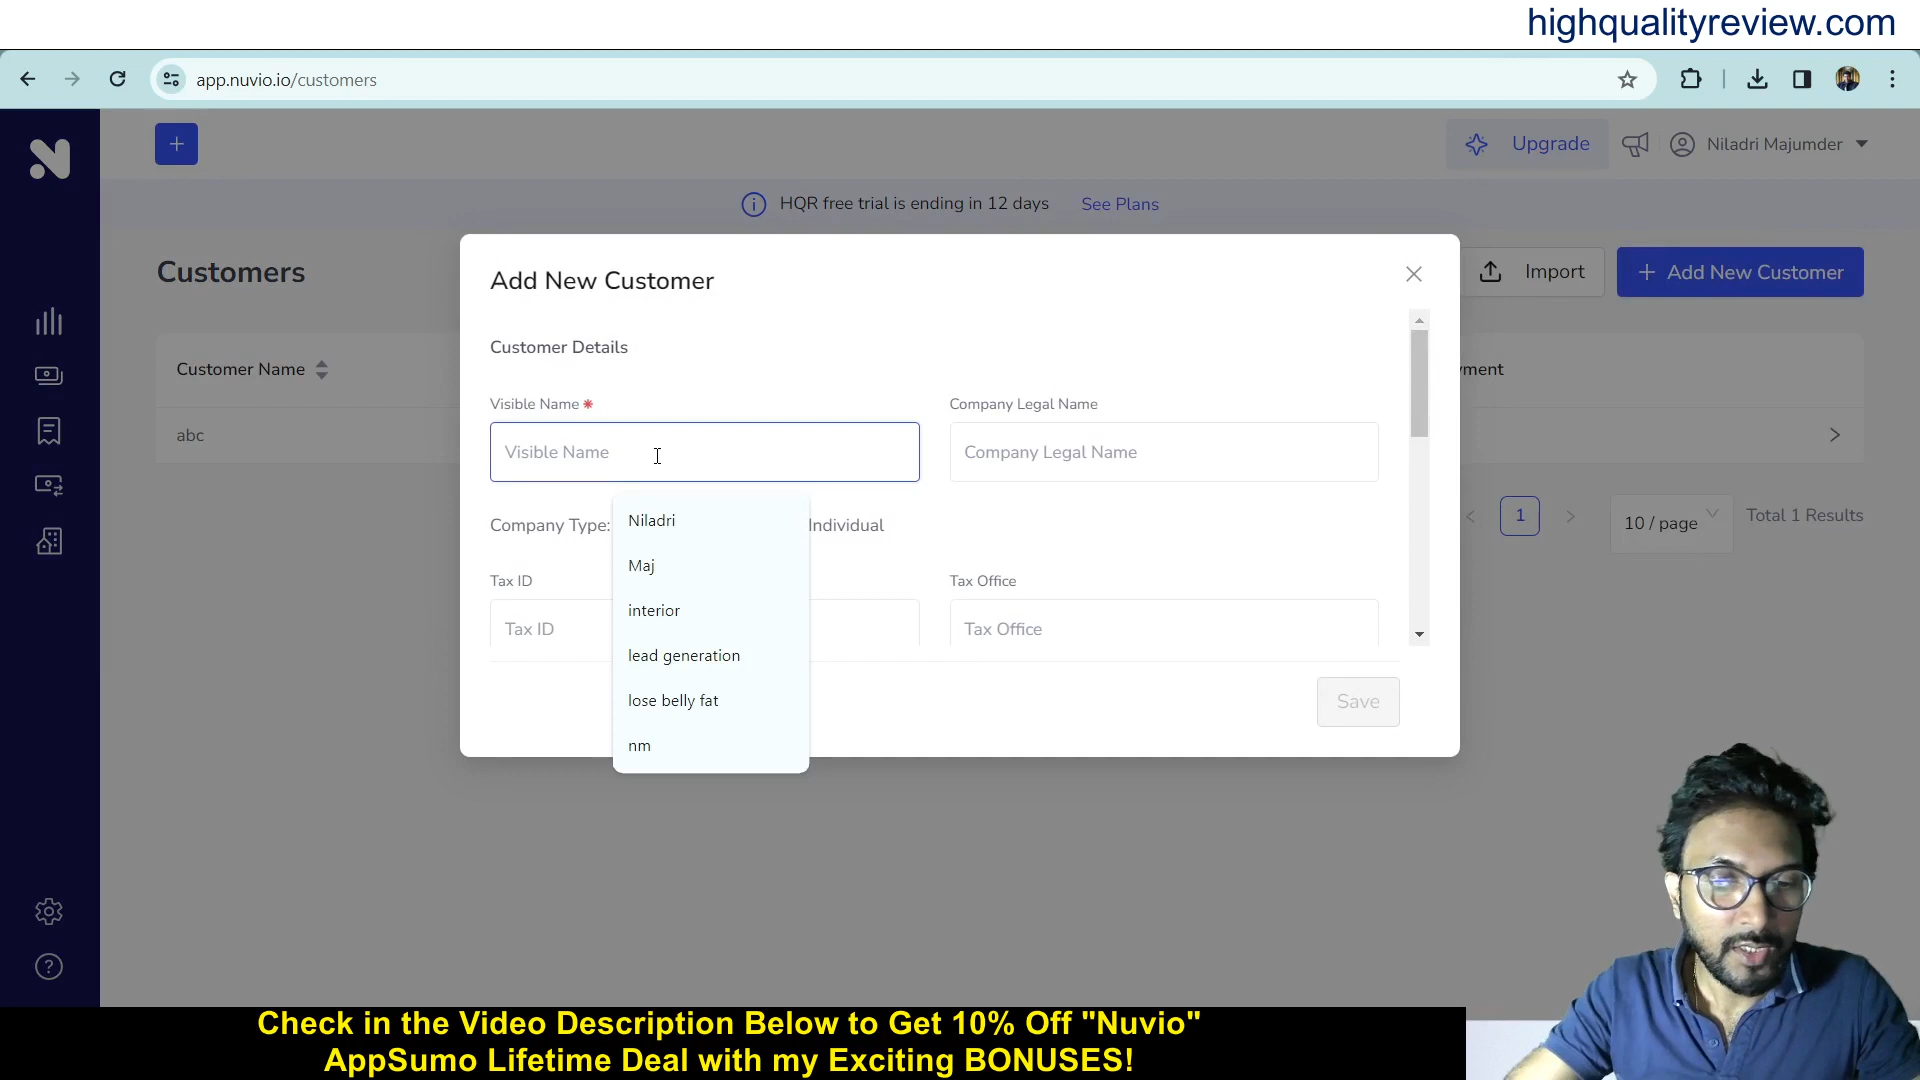 highqualityreview.com
app.nuvio.io/customers
+
Upgrade
Niladri Majumder
HQR free trial is ending in 12 days See Plans
Customers
Import
+ Add New Customer
Add New Customer
Customer Details
Customer Name
yment
Visible Name *
Company Legal Name
abc
Visible Name
Company Legal Name
Company Type:
Individual
1
10 / page
Total 1 Results
Niladri
Maj
interior
lead generation
lose belly fat
nm
Tax ID
Tax Office
Tax ID
Tax Office
Save
Check in the Video Description Below to Get 10% Off "Nuvio"
AppSumo Lifetime Deal with my Exciting BONUSES!